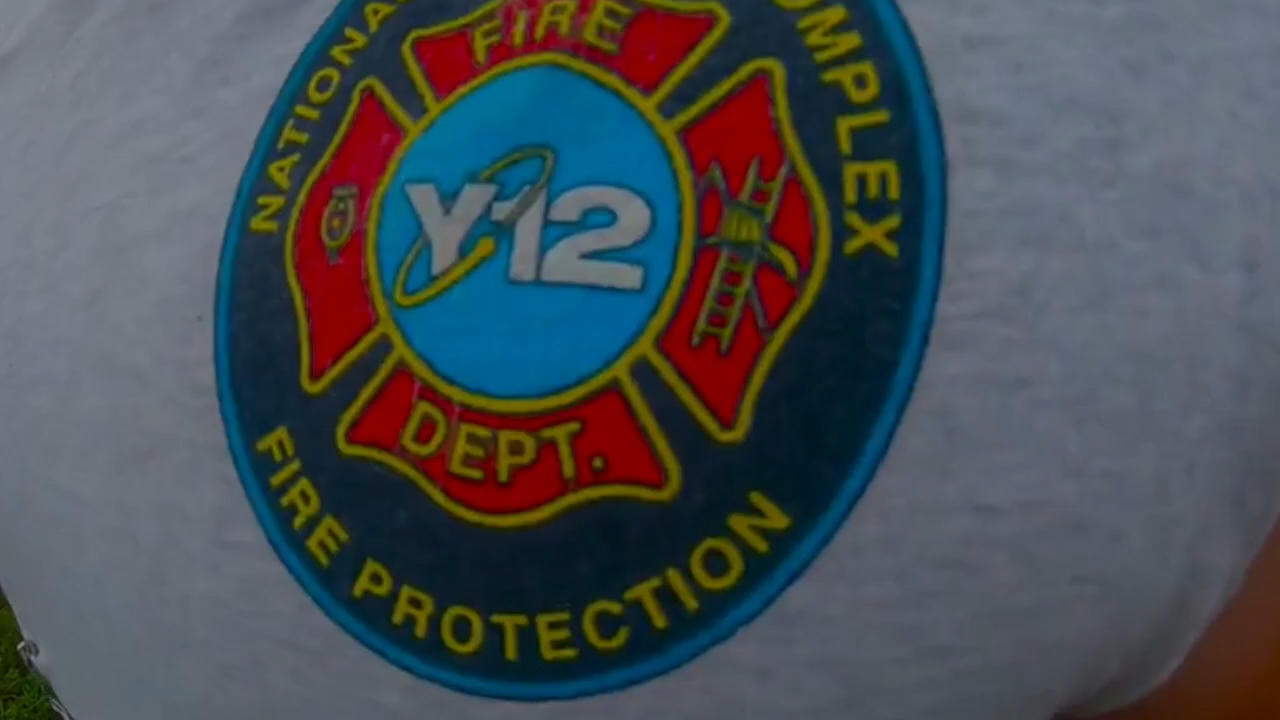 NATIONA
OMPLEX
FIRE
Y12
DEPT.
FIRE PROTECTION